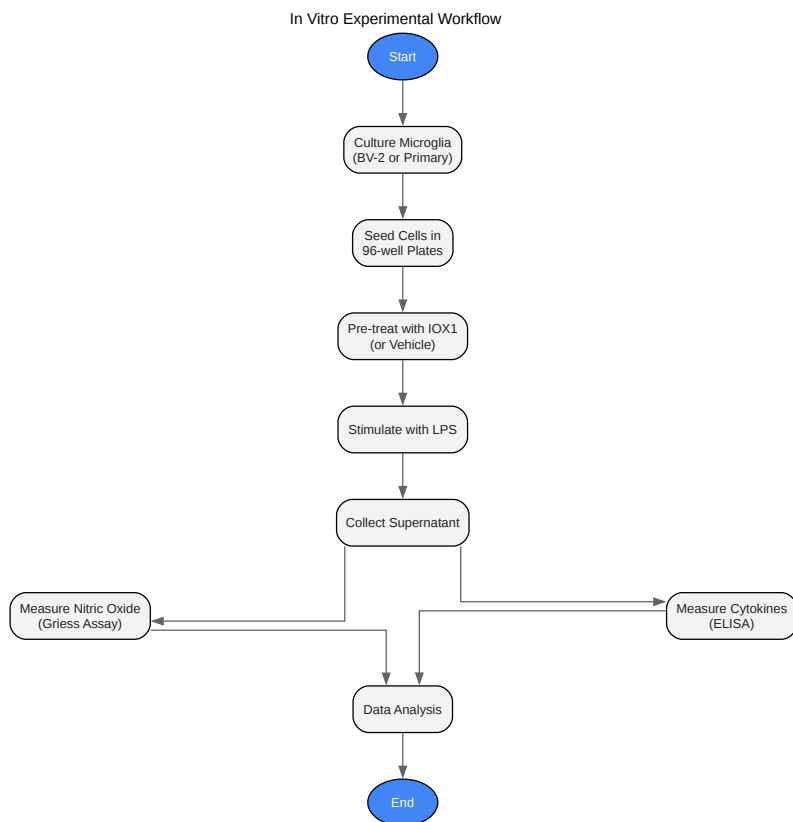 In Vitro Experimental Workflow
Start
Culture Microglia
(BV-2 or Primary)
Seed Cells in
96-well Plates
Pre-treat with IOX1
(or Vehicle)
Stimulate with LPS
Collect Supernatant
Measure Nitric Oxide
(Griess Assay)
Measure Cytokines
(ELISA)
Data Analysis
End